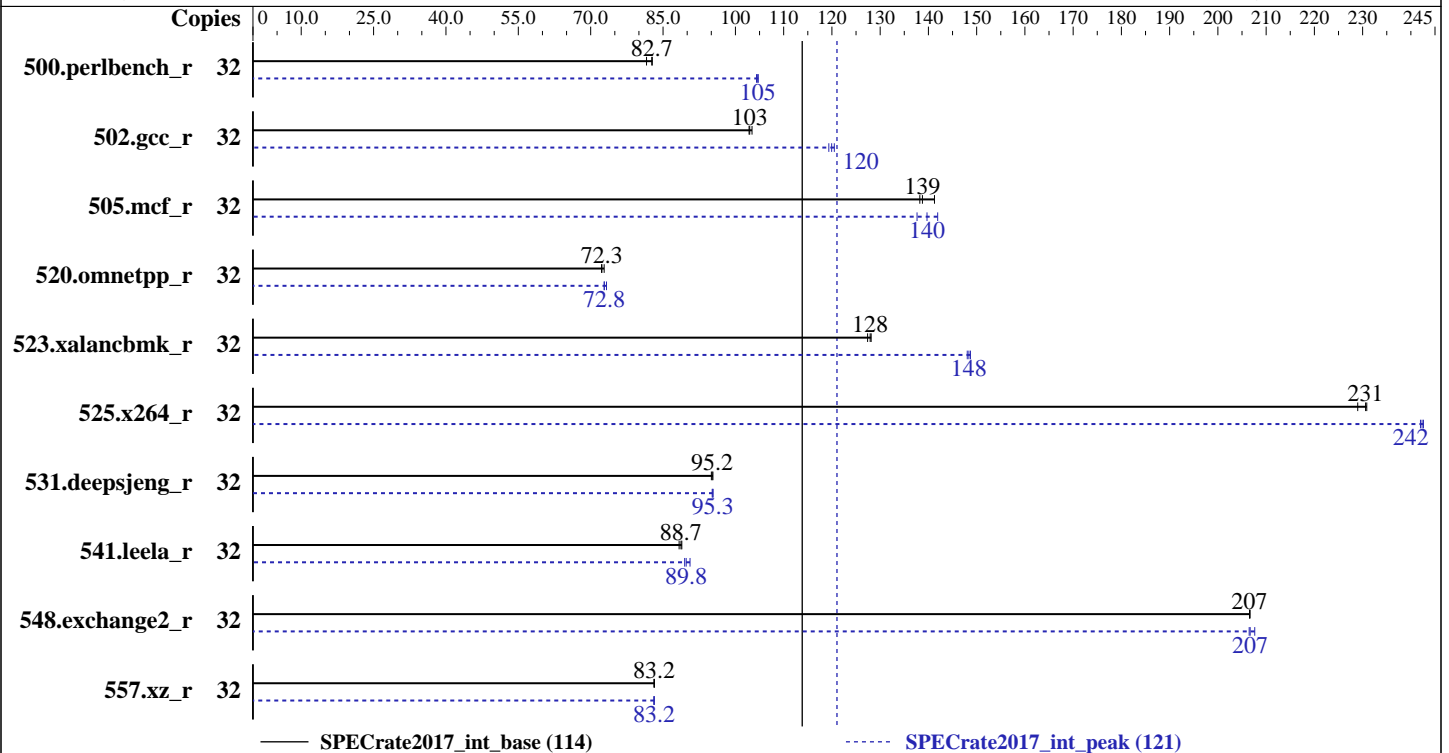 Copies 0 10.0 25.0 40.0 55.0 70.0 85.0 100 110 120 130 140 150 160 170 180 190 200 210 220 230 245
82.7
500.perlbench_r 32
105
103
502.gcc_r 32
120
139
505.mcf_r 32
140
72.3
520.omnetpp_r 32
72.8
128
523.xalancbmk_r 32
148
231
525.x264_r 32
242
95.2
531.deepsjeng_r 32
95.3
88.7
541.leela_r 32
89.8
207
548.exchange2_r 32
207
83.2
557.xz_r 32
83.2
SPECrate2017_int_base (114) SPECrate2017_int_peak (121)